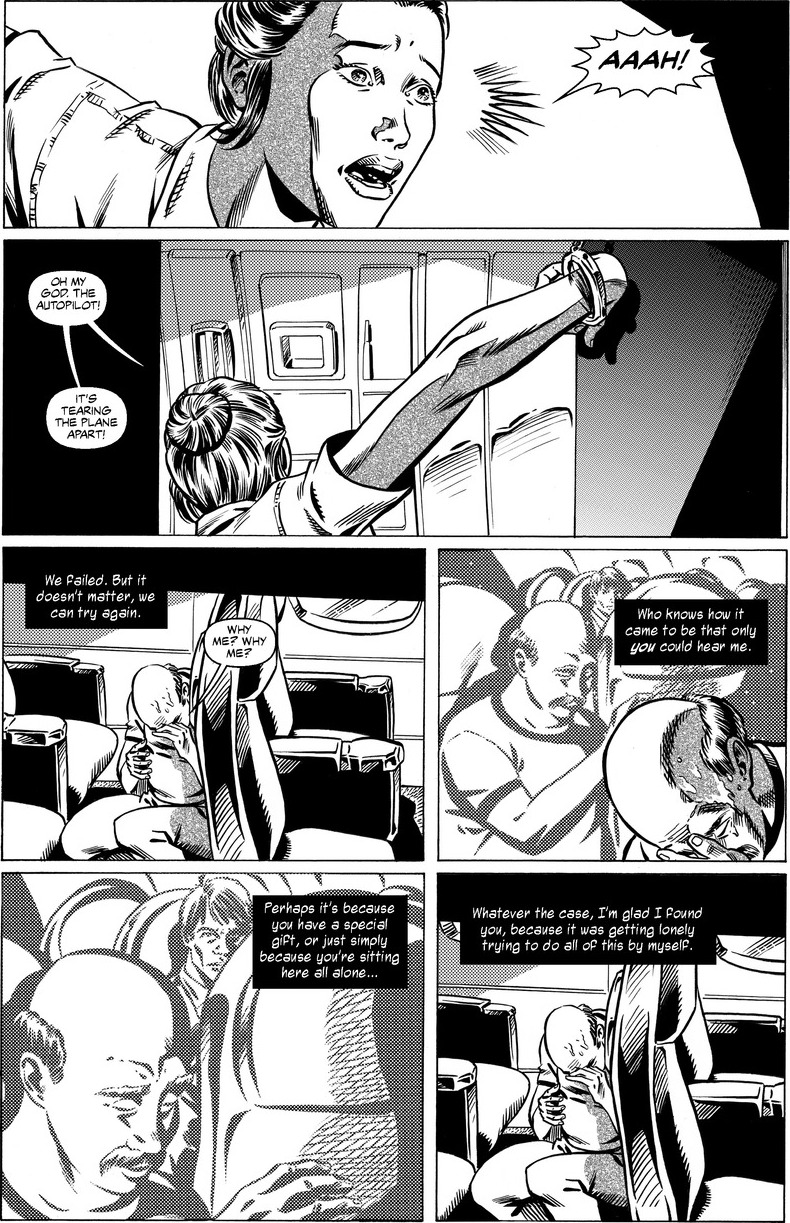 AAAH!
OH MY
GOD. THE
AUTOPILOT!
IT'S
TEARING
THE PLANE
APART!
We failed. But it
doesn't matter, we
can try again.
WHY
ME? WHY
ME?
Who knows how it
came to be that only
you could hear me.
Perhaps it's because
you have a special
gift, or just simply
because you're sitting
here all alone...
Whatever the case, I'm glad I found
you, because it was getting lonely
trying to do all of this by myself.